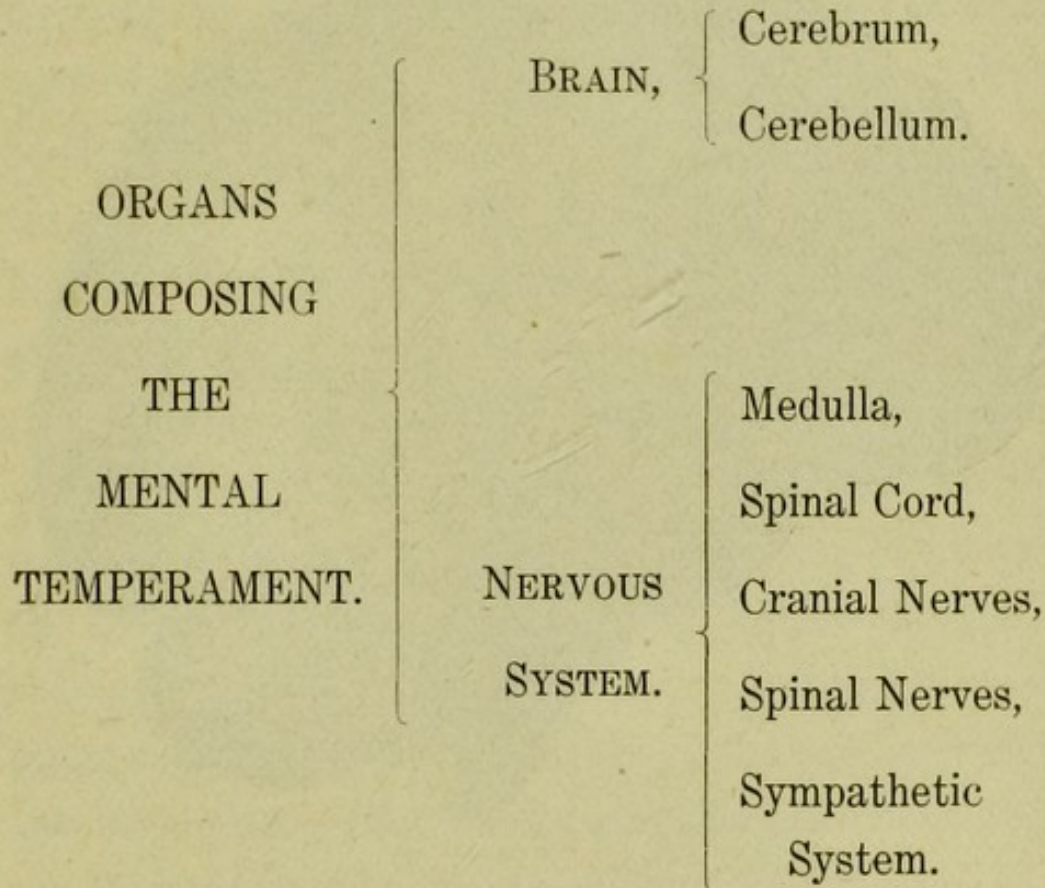 ORGANS
COMPOSING
THE
MENTAL
TEMPERAMENT.
BRAIN,
Cerebrum,
Cerebellum.
NERVOUS
SYSTEM.
Medulla,
Spinal Cord,
Cranial Nerves,
Spinal Nerves,
Sympathetic
System.